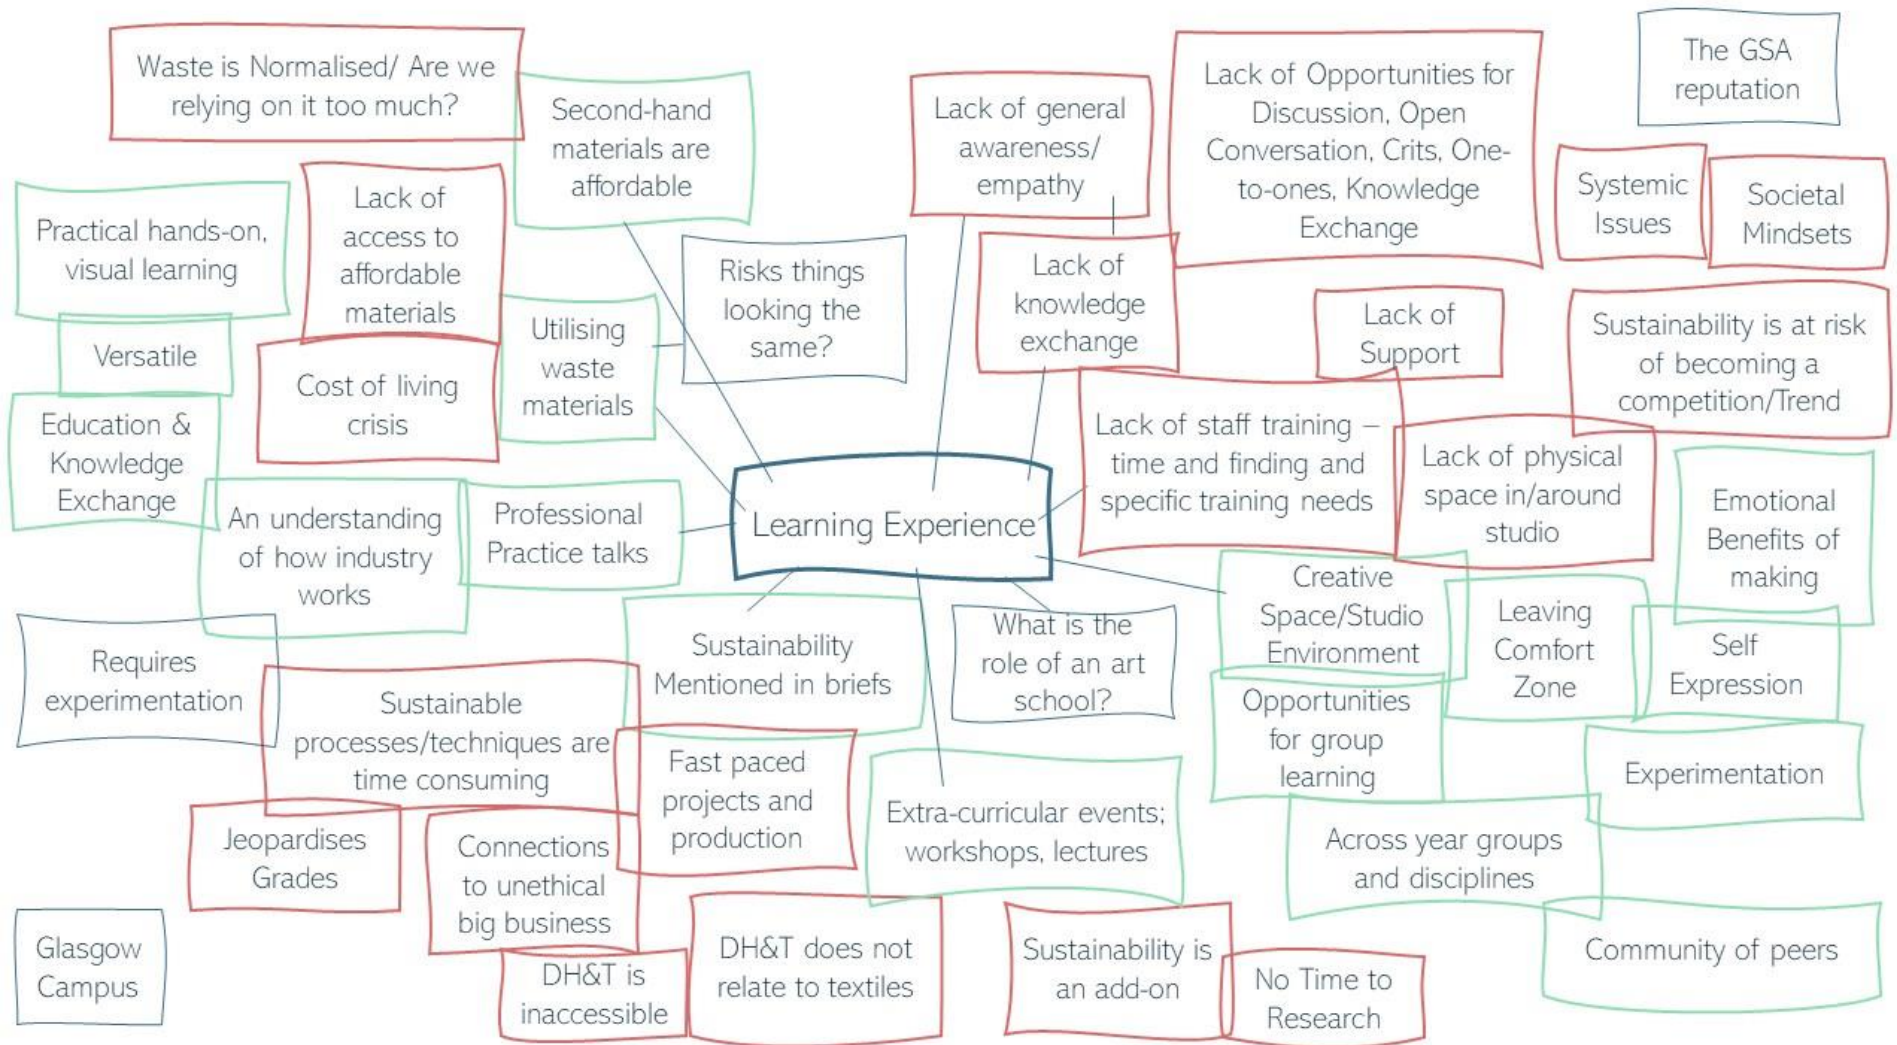 Waste is Normalised/ Are we
relying on it too much?
Second-hand
materials are
affordable
Lack of general
awareness/
empathy
Lack of Opportunities for
Discussion, Open
Conversation, Crits, One-
to-ones, Knowledge
Exchange
The GSA
reputation
Systemic
Issues
Societal
Mindsets
Practical hands-on,
visual learning
Lack of
access to
affordable
materials
Risks things
looking the
same?
Lack of
knowledge
exchange
Lack of
Support
Sustainability is at risk
of becoming a
competition/Trend
Versatile
Cost of living
crisis
Utilising
waste
materials
Education &
Knowledge
Exchange
An understanding
of how industry
works
Professional
Practice talks
Learning Experience
Lack of staff training –
time and finding and
specific training needs
Lack of physical
space in/around
studio
Emotional
Benefits of
making
Requires
experimentation
Sustainable
processes/techniques are
time consuming
Sustainability
Mentioned in briefs
What is the
role of an art
school?
Creative
Space/Studio
Environment
Leaving
Comfort
Zone
Self
Expression
Opportunities
for group
learning
Experimentation
Jeopardises
Grades
Connections
to unethical
big business
Fast paced
projects and
production
Extra-curricular events;
workshops, lectures
Across year groups
and disciplines
Glasgow
Campus
DH&T is
inaccessible
DH&T does not
relate to textiles
Sustainability is
an add-on
No Time to
Research
Community of peers